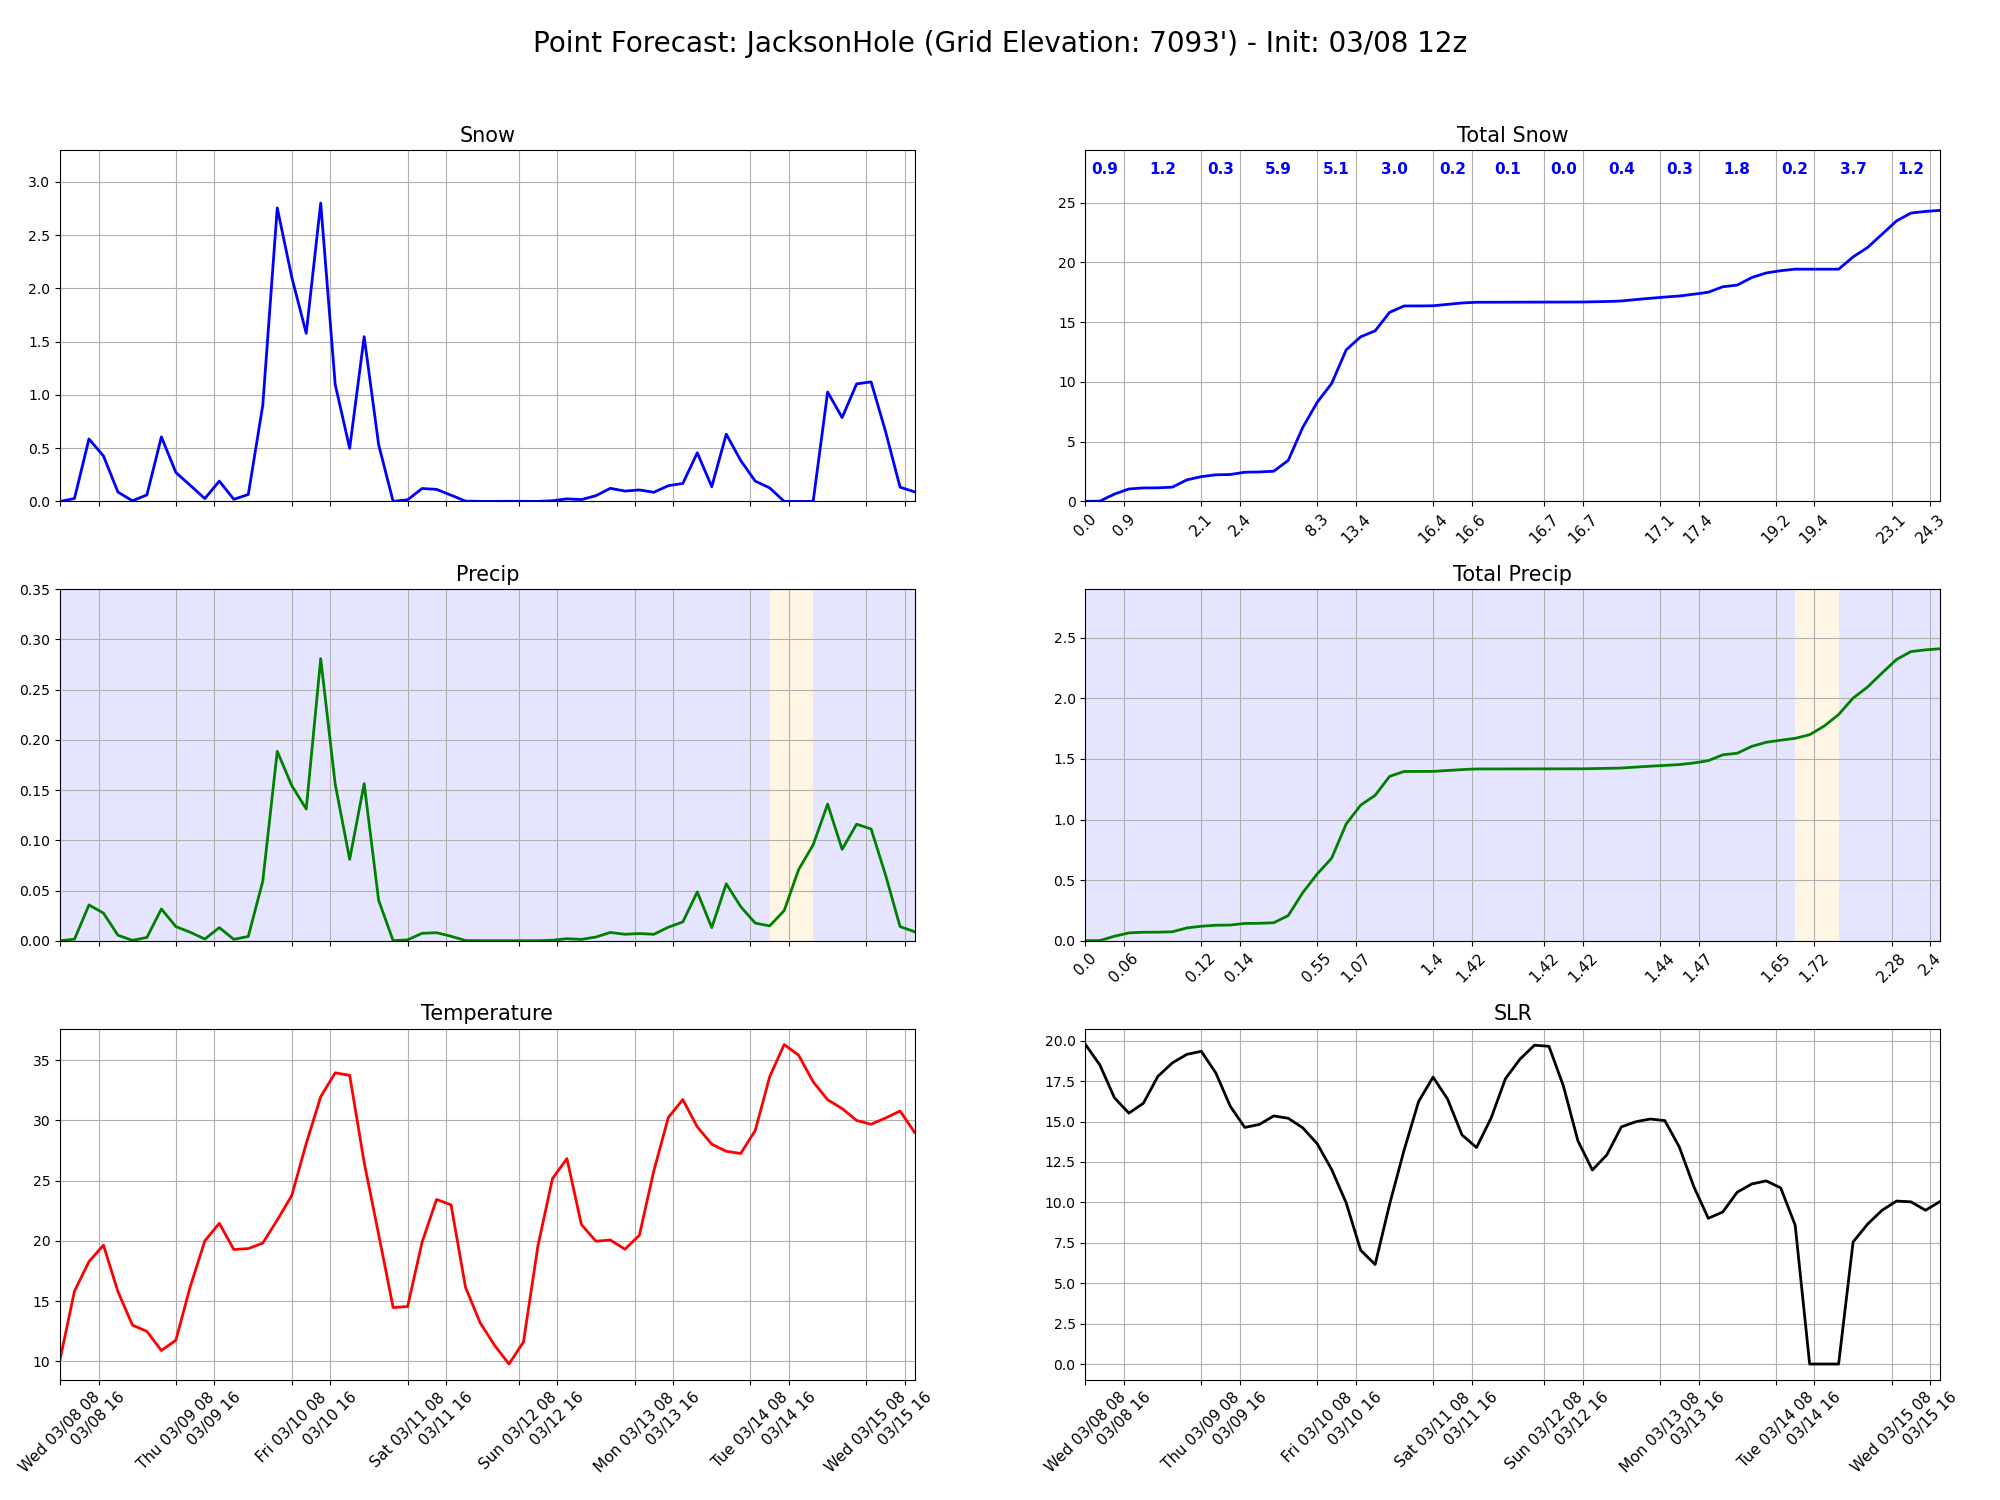 Point Forecast: JacksonHole (Grid Elevation: 7093') - Init: 03/08 12z
Snow
3.0
2.5
2.0
1.5
1.0
0.5
0.0
Total Snow
0.9 1.2 0.3 5.9 5.1 3.0 0.2 0.1 0.0 0.4 0.3 1.8 0.2 3.7 1.2
25
20
15
10
5
0
0.0 0.9 2.1 2.4 8.3 13.4 16.4 16.6 16.7 16.7 17.1 17.4 19.2 19.4 23.1 24.3
Precip
0.35
0.30
0.25
0.20
0.15
0.10
0.05
0.00
Total Precip
2.5
2.0
1.5
1.0
0.5
0.0
0.0 0.06 0.12 0.14 0.55 1.07 1.4 1.42 1.42 1.42 1.44 1.47 1.65 1.72 2.28 2.4
Temperature
35
30
25
20
15
10
Wed 03/08 08
03/08 16
Thu 03/09 08
03/09 16
Fri 03/10 08
03/10 16
Sat 03/11 08
03/11 16
Sun 03/12 08
03/12 16
Mon 03/13 08
03/13 16
Tue 03/14 08
03/14 16
Wed 03/15 08
03/15 16
SLR
20.0
17.5
15.0
12.5
10.0
7.5
5.0
2.5
0.0
Wed 03/08 08
03/08 16
Thu 03/09 08
03/09 16
Fri 03/10 08
03/10 16
Sat 03/11 08
03/11 16
Sun 03/12 08
03/12 16
Mon 03/13 08
03/13 16
Tue 03/14 08
03/14 16
Wed 03/15 08
03/15 16